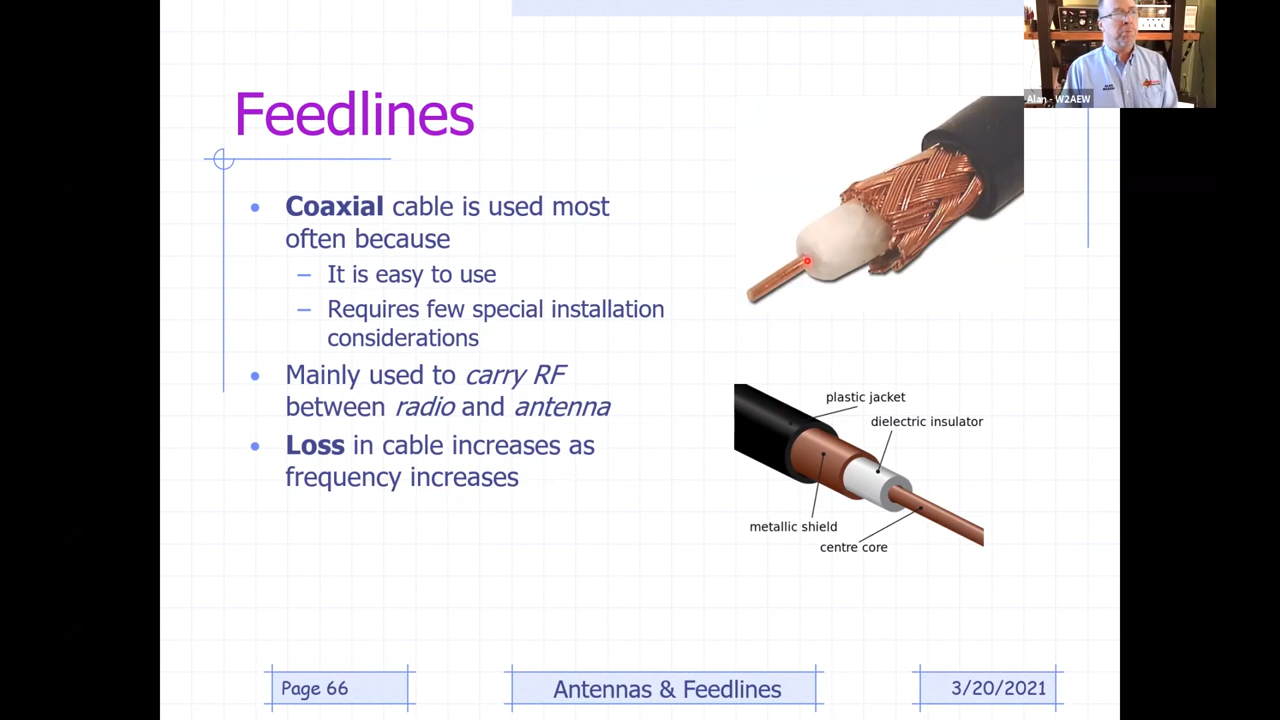 Alan - W2AEW
Feedlines
• Coaxial cable is used most
often because
– It is easy to use
– Requires few special installation
considerations
• Mainly used to carry RF
between radio and antenna
• Loss in cable increases as
frequency increases
plastic jacket
dielectric insulator
metallic shield
centre core
Page 66
Antennas & Feedlines
3/20/2021